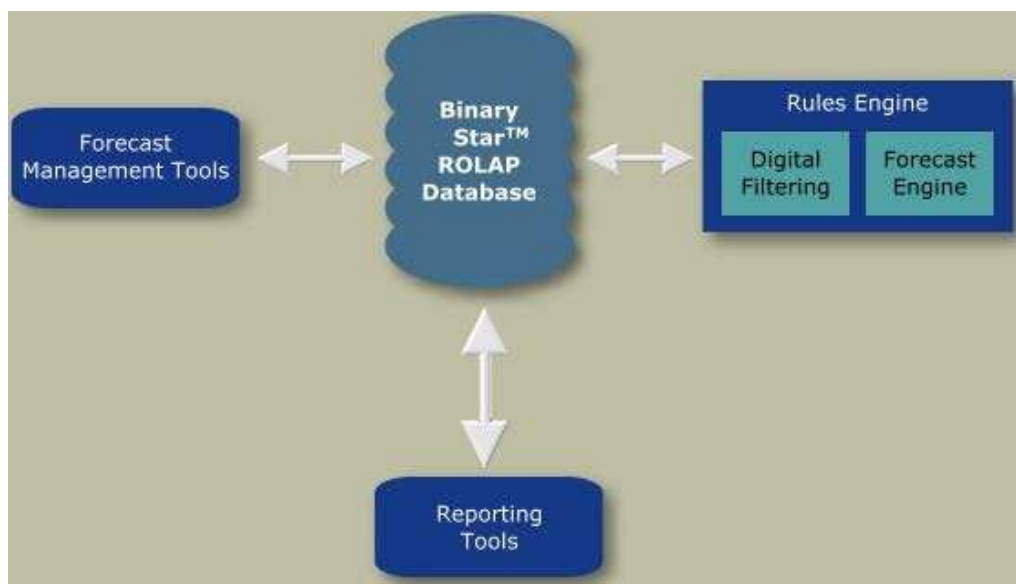 Forecast
Management Tools
Binary
Star™
ROLAP
Database
Rules Engine
Digital
Filtering
Forecast
Engine
Reporting
Tools